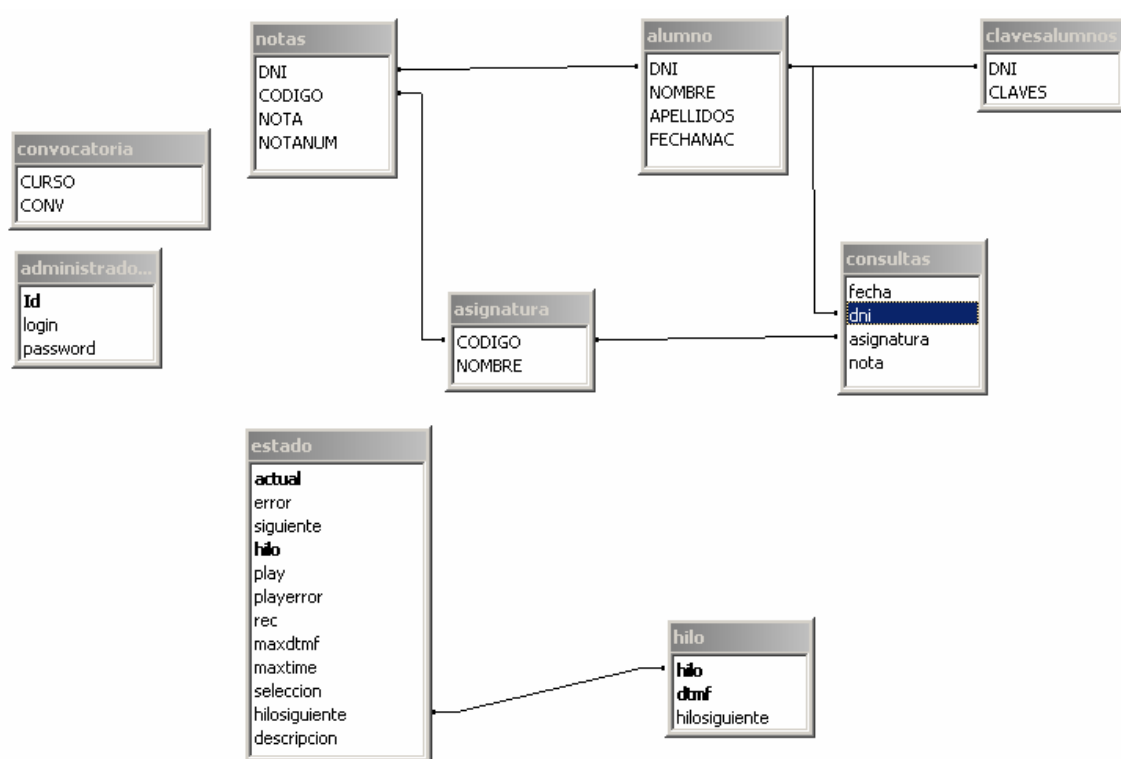 notas
DNI
CODIGO
NOTA
NOTANUM
alumno
DNI
NOMBRE
APELLIDOS
FECHANAC
clavesalumnos
DNI
CLAVES
convocatoria
CURSO
CONV
administrado...
Id
login
password
asignatura
CODIGO
NOMBRE
consultas
fecha
dni
asignatura
nota
estado
actual
error
siguiente
hilo
play
playerror
rec
maxdtmf
maxtime
seleccion
hilosiguiente
descripcion
hilo
hilo
dtmf
hilosiguiente